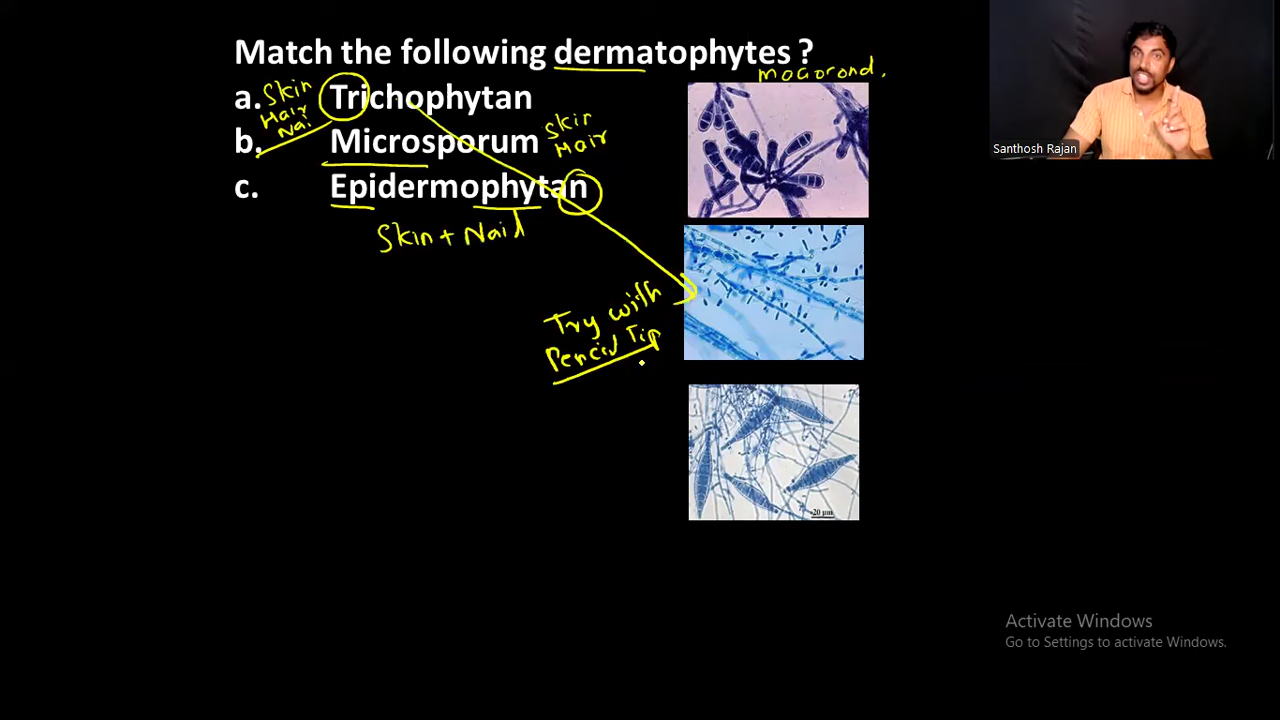 Match the following dermatophytes ?
macorond.
a. Skin Hair Nai Trichophytan
b. Microsporum Skin Hair
c. Epidermophytan
Skin + Nail
Try with
Pencil Tip
Santhosh Rajan
20 µm
Activate Windows
Go to Settings to activate Windows.